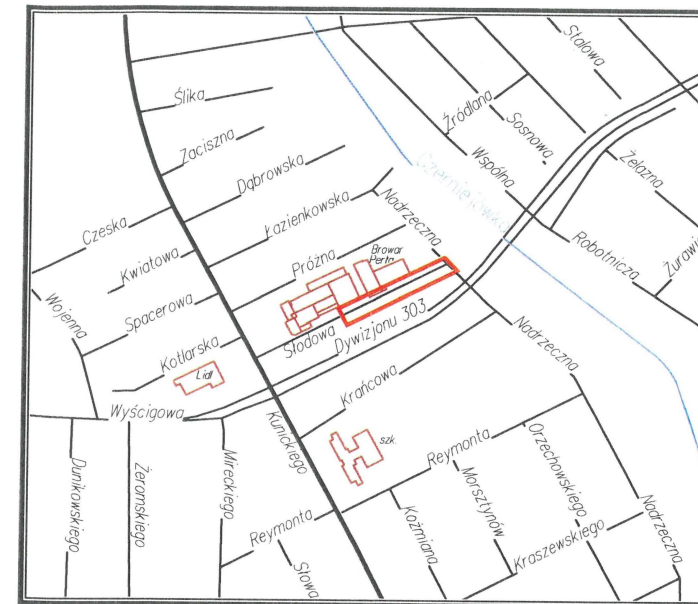 Ślika
Zaciszna
Dąbrowska
Łazienkowska
Próżna
Czeska
Kwiatowa
Spacerowa
Kotlarska
Wojenna
Lidl
Wyścigowa
Słodowa
Browar
Perła
Dywizjonu 303
Nadrzeczna
Czerniejówka
Źródlana
Stalowa
Sosnowa
Wspólna
Żelazna
Robotnicza
Żurawi
Nadrzeczna
Krańcowa
Kunickiego
szk.
Reymonta
Morsztynów
Orzechowskiego
Kraszewskiego
Nadrzeczna
Koźmiana
Reymonta
Słowa
Mireckiego
Żeromskiego
Dunikowskiego